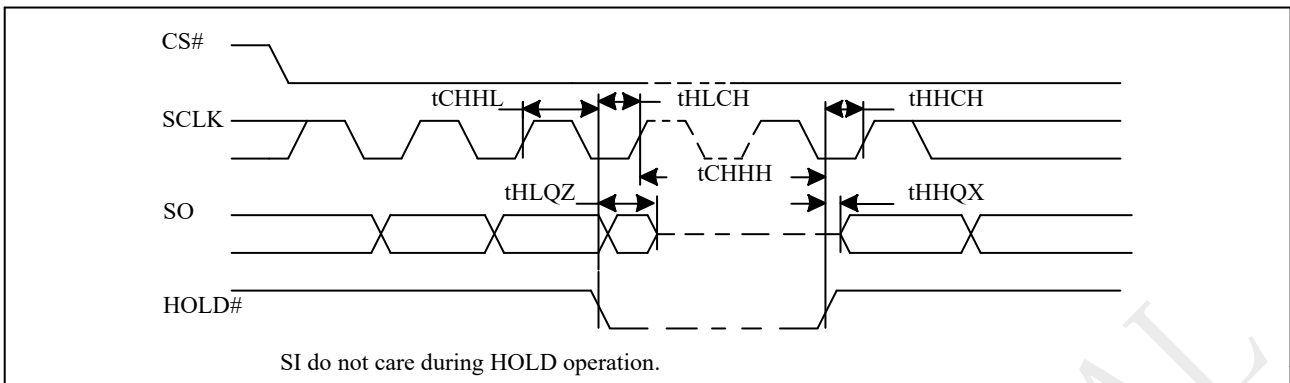 CS#
tCHHL
tHLCH
tHHCH
SCLK
tCHHH
tHLQZ
tHHQX
SO
HOLD#
SI do not care during HOLD operation.